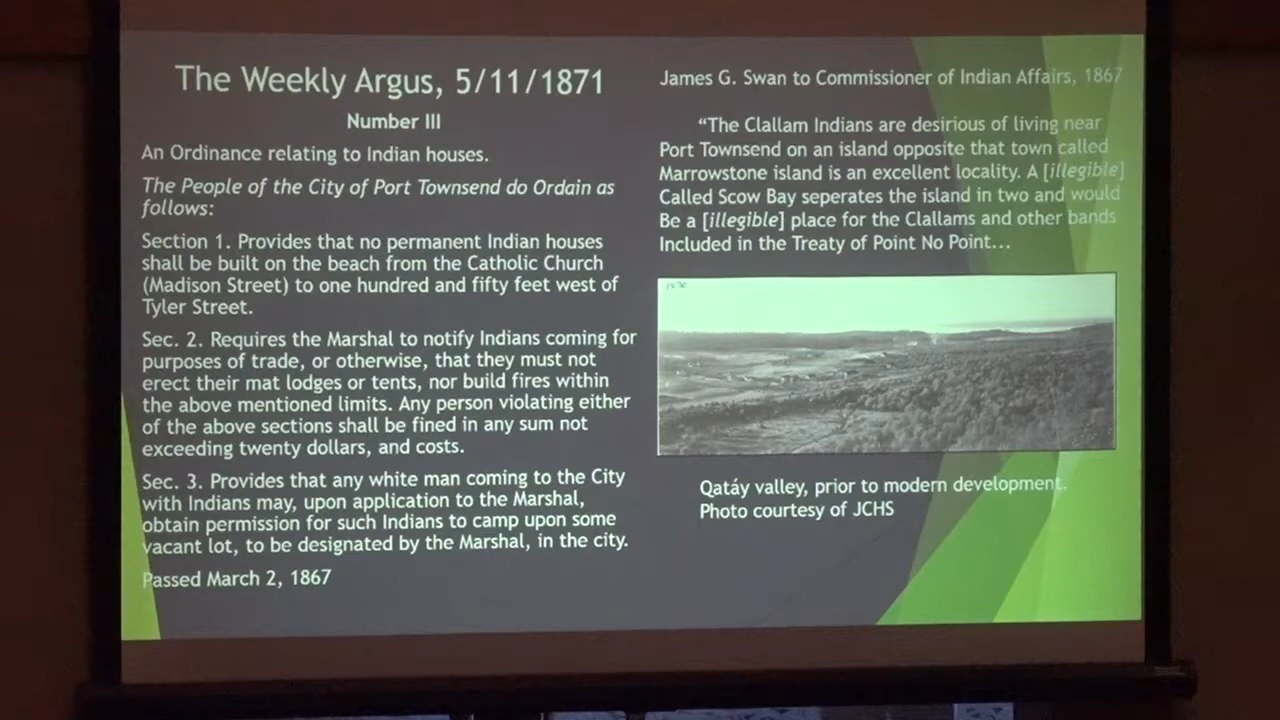 The Weekly Argus, 5/11/1871
Number III
An Ordinance relating to Indian houses.
The People of the City of Port Townsend do Ordain as
follows:
Section 1. Provides that no permanent Indian houses
shall be built on the beach from the Catholic Church
(Madison Street) to one hundred and fifty feet west of
Tyler Street.
Sec. 2. Requires the Marshal to notify Indians coming for
purposes of trade, or otherwise, that they must not
erect their mat lodges or tents, nor build fires within
the above mentioned limits. Any person violating either
of the above sections shall be fined in any sum not
exceeding twenty dollars, and costs.
Sec. 3. Provides that any white man coming to the City
with Indians may, upon application to the Marshal,
obtain permission for such Indians to camp upon some
vacant lot, to be designated by the Marshal, in the city.
Passed March 2, 1867
James G. Swan to Commissioner of Indian Affairs, 1867
“The Clallam Indians are desirious of living near
Port Townsend on an island opposite that town called
Marrowstone island is an excellent locality. A [illegible]
Called Scow Bay seperates the island in two and would
Be a [illegible] place for the Clallams and other bands
Included in the Treaty of Point No Point...
Qatáy valley, prior to modern development.
Photo courtesy of JCHS